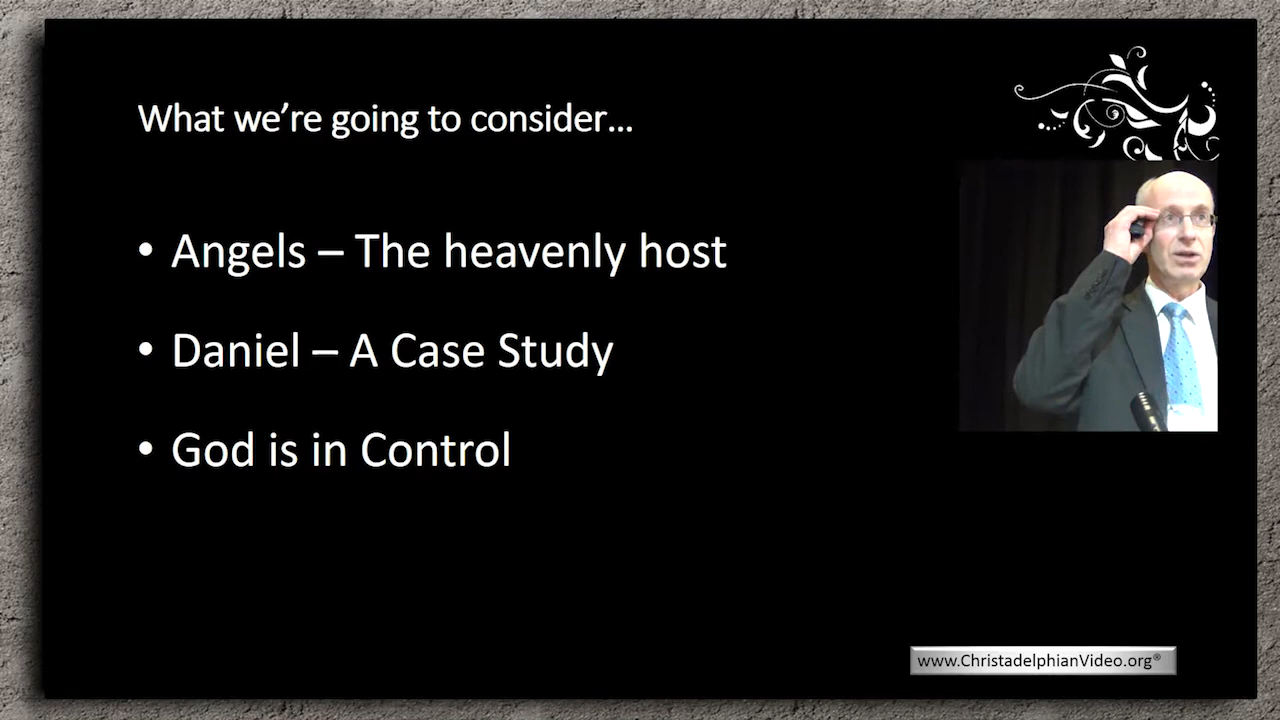 What we’re going to consider…
• Angels – The heavenly host
• Daniel – A Case Study
• God is in Control
www.ChristadelphianVideo.org®